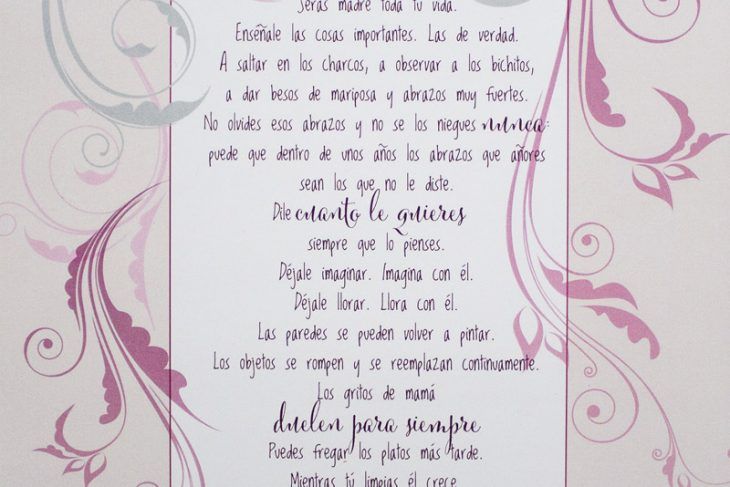 Serás madre toda tu vida.
Enséñale las cosas importantes. Las de verdad.
A saltar en los charcos, a observar a los bichitos,
a dar besos de mariposa y abrazos muy fuertes.
No olvides esos abrazos y no se los niegues nunca:
puede que dentro de unos años los abrazos que añores
sean los que no le diste.
Dile cuanto le quieres
siempre que lo pienses.
Déjale imaginar. Imagina con él.
Déjale llorar. Llora con él.
Las paredes se pueden volver a pintar.
Los objetos se rompen y se reemplazan continuamente.
Los gritos de mamá
duelen para siempre
Puedes fregar los platos más tarde.
Mientras tú limpias él crece